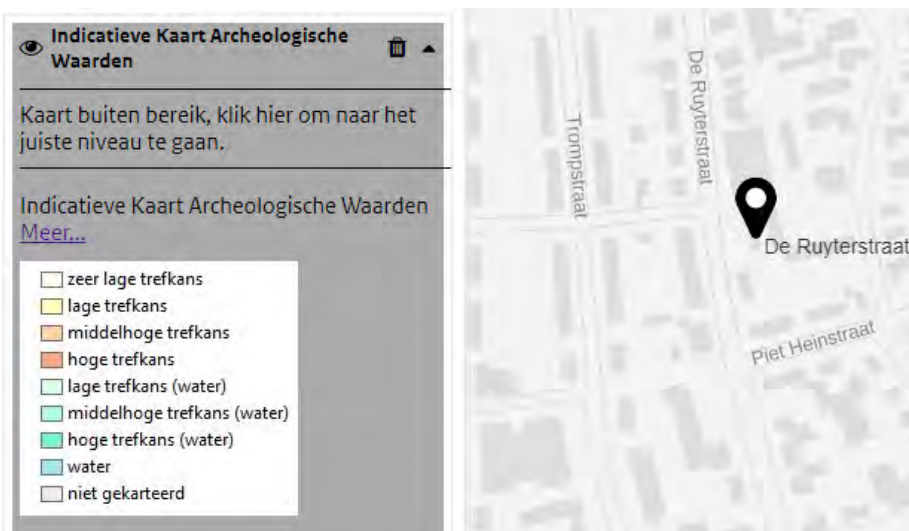 Indicatieve Kaart Archeologische
Waarden
Kaart buiten bereik, klik hier om naar het
juiste niveau te gaan.
Indicatieve Kaart Archeologische Waarden
Meer...
zeer lage trefkans
lage trefkans
middelhoge trefkans
hoge trefkans
lage trefkans (water)
middelhoge trefkans (water)
hoge trefkans (water)
water
niet gekarteerd
De Ruyterstraat
Trompstraat
De Ruyterstraat
Piet Heinstraat